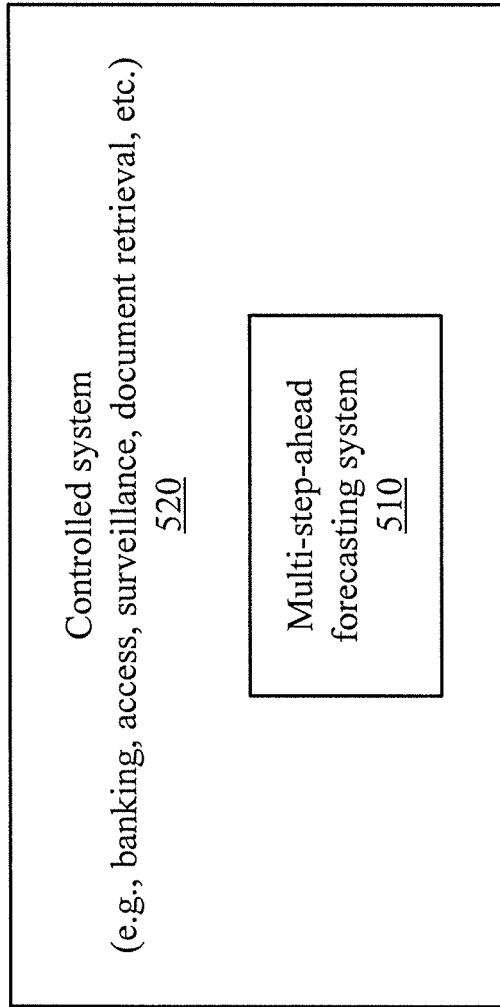 Controlled system
(e.g., banking, access, surveillance, document retrieval, etc.)
520
Multi-step-ahead
forecasting system
510